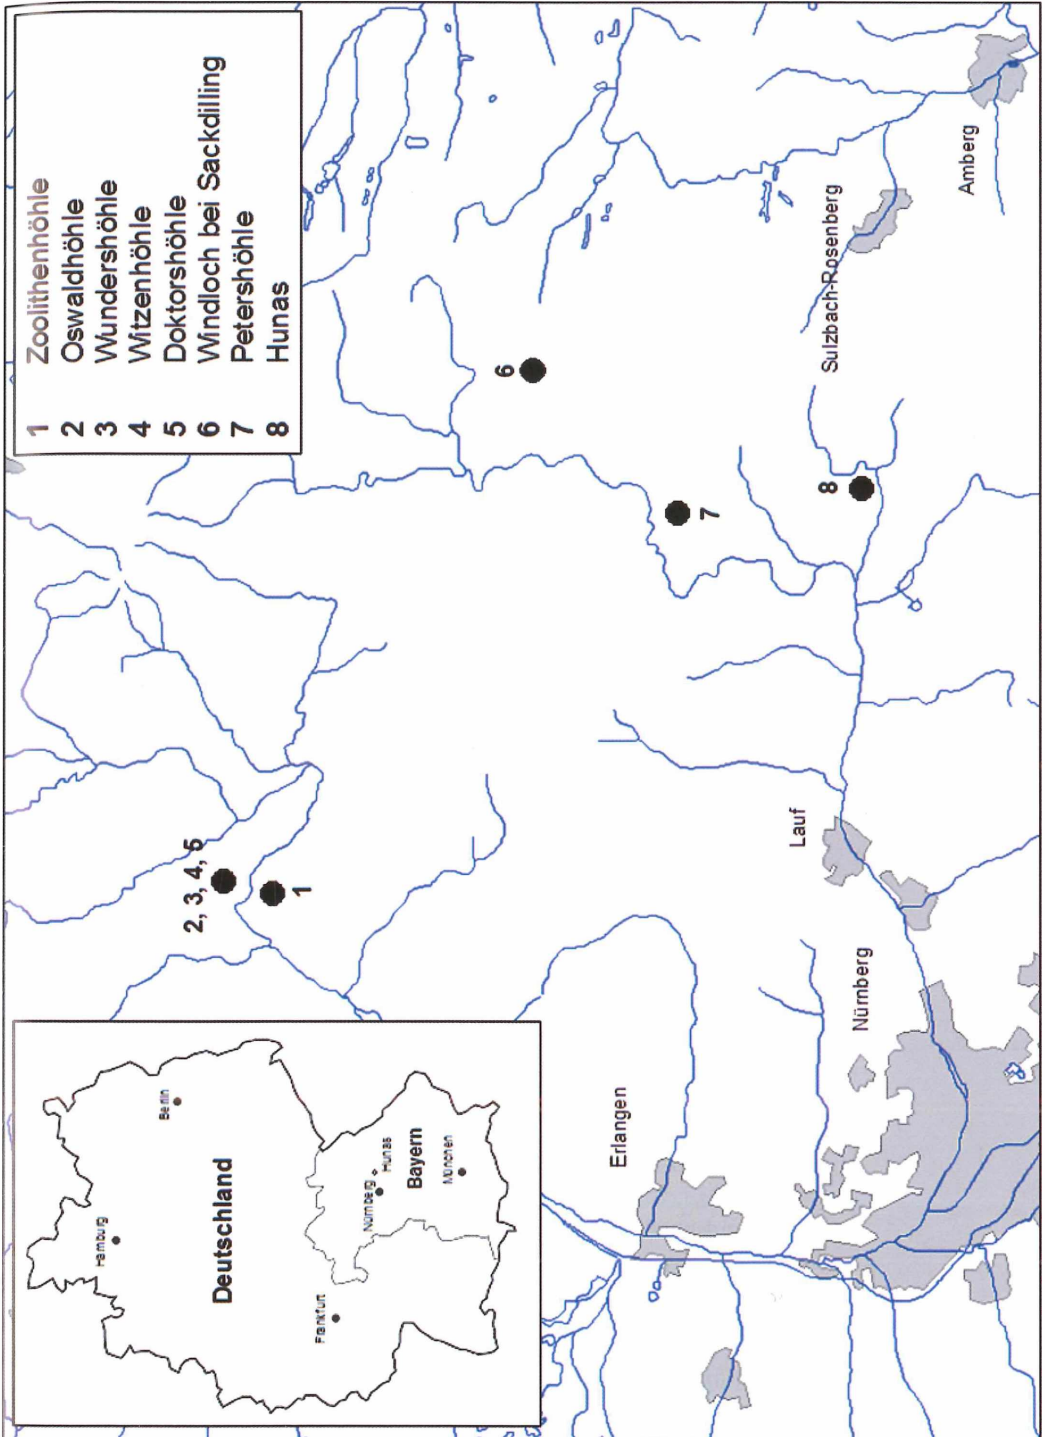 1 Zoolithenhöhle
2 Oswaldhöhle
3 Wundershöhle
4 Witzenhöhle
5 Doktorshöhle
6 Windloch bei Sackdilling
7 Petershöhle
8 Hunas
Hamburg
Berlin
Deutschland
Frankfurt
Nürnberg
Hunas
Bayern
München
2, 3, 4, 5
1
6
7
8
Erlangen
Nürnberg
Lauf
Sulzbach-Rosenberg
Amberg